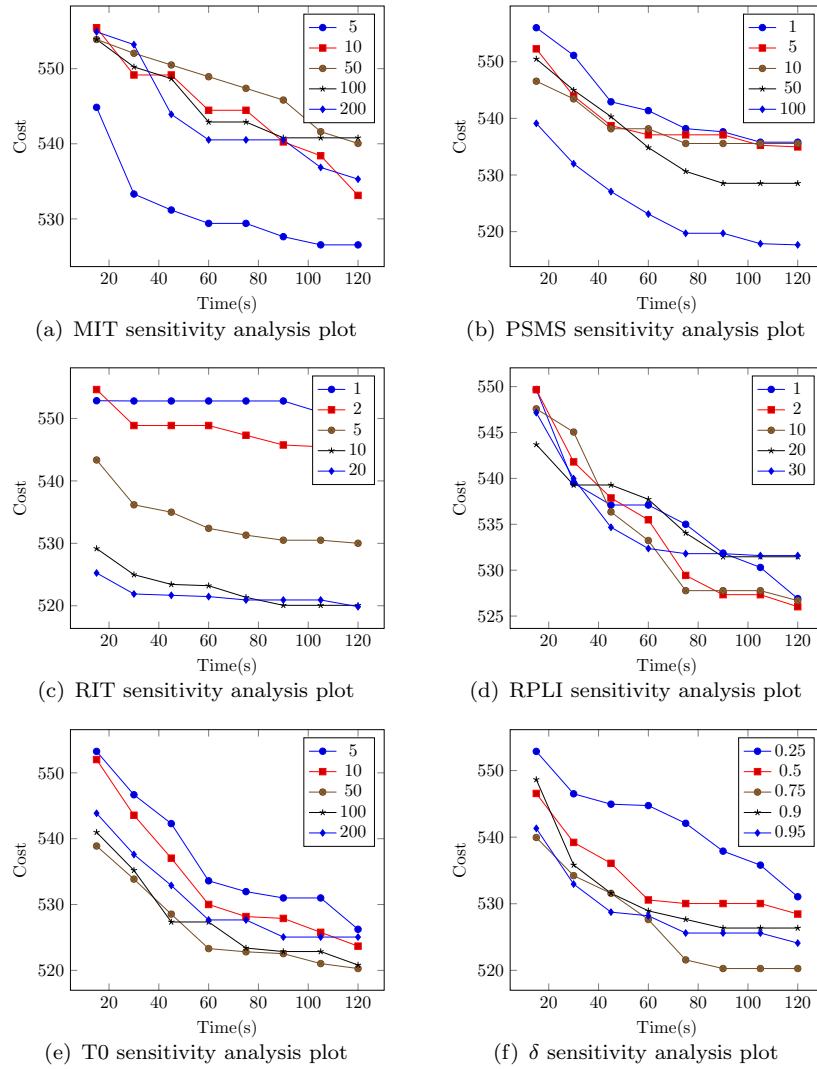 5
10
50
100
200
550
540
530
Cost
20 40 60 80 100 120
Time(s)
(a) MIT sensitivity analysis plot
1
5
10
50
100
550
540
530
520
Cost
20 40 60 80 100 120
Time(s)
(b) PSMS sensitivity analysis plot
1
2
5
10
20
550
540
530
520
Cost
20 40 60 80 100 120
Time(s)
(c) RIT sensitivity analysis plot
1
2
10
20
30
550
545
540
535
530
525
Cost
20 40 60 80 100 120
Time(s)
(d) RPLI sensitivity analysis plot
5
10
50
100
200
550
540
530
520
Cost
20 40 60 80 100 120
Time(s)
(e) T0 sensitivity analysis plot
0.25
0.5
0.75
0.9
0.95
550
540
530
520
Cost
20 40 60 80 100 120
Time(s)
(f) δ sensitivity analysis plot